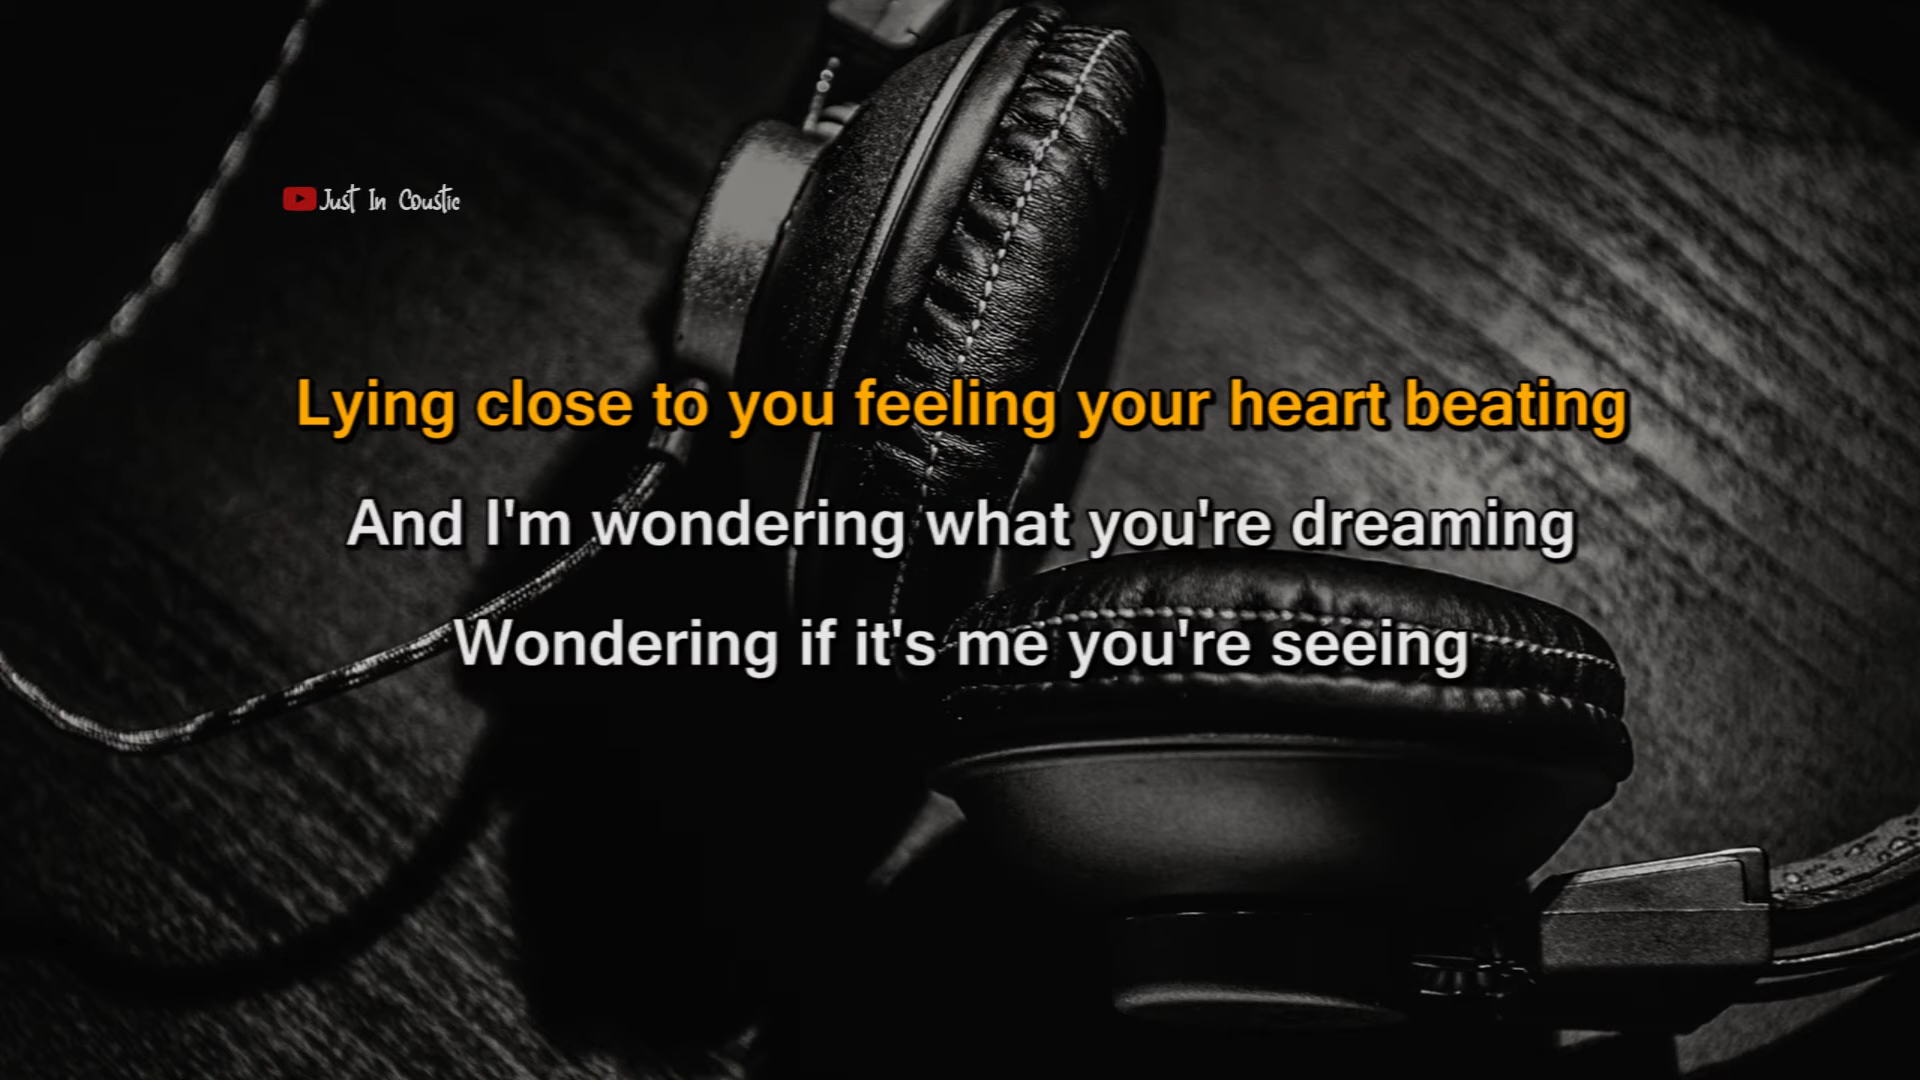 Just In Coustic
Lying close to you feeling your heart beating
And I'm wondering what you're dreaming
Wondering if it's me you're seeing